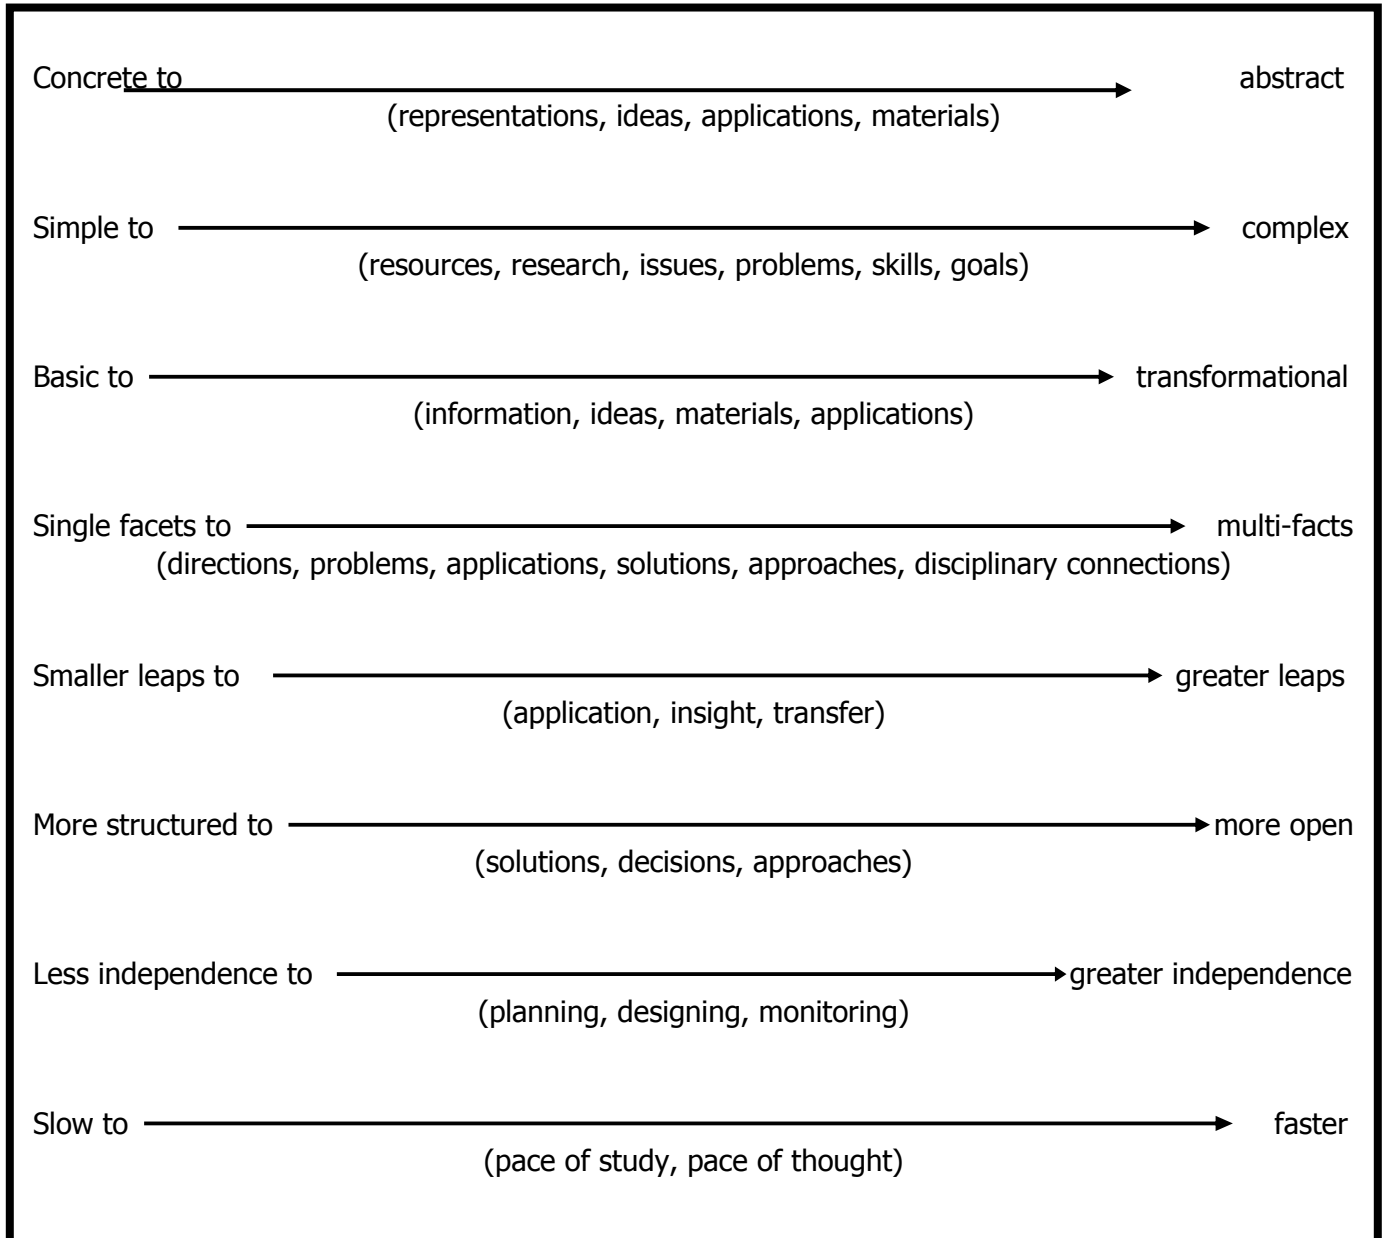 Concrete to abstract
(representations, ideas, applications, materials)
Simple to complex
(resources, research, issues, problems, skills, goals)
Basic to transformational
(information, ideas, materials, applications)
Single facets to multi-facts
(directions, problems, applications, solutions, approaches, disciplinary connections)
Smaller leaps to greater leaps
(application, insight, transfer)
More structured to more open
(solutions, decisions, approaches)
Less independence to greater independence
(planning, designing, monitoring)
Slow to faster
(pace of study, pace of thought)